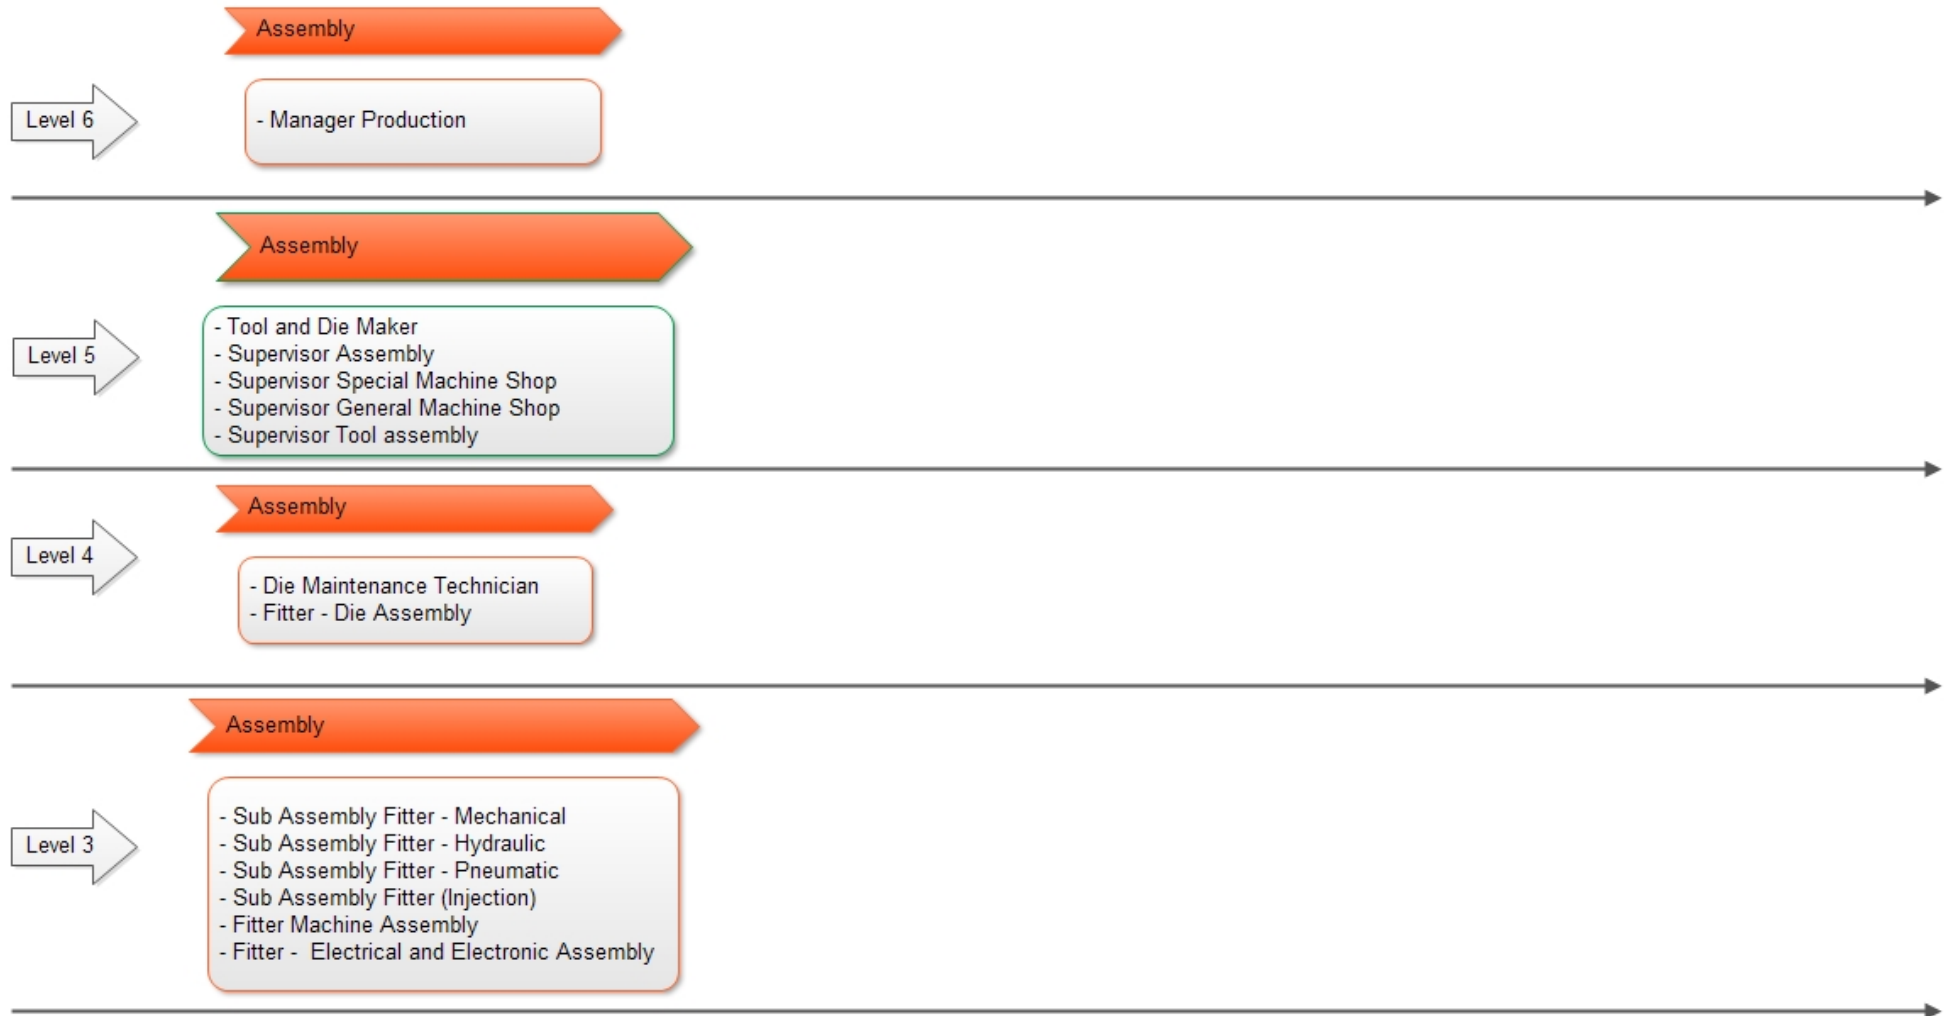 Assembly
Level 6
- Manager Production
Assembly
Level 5
- Tool and Die Maker
- Supervisor Assembly
- Supervisor Special Machine Shop
- Supervisor General Machine Shop
- Supervisor Tool assembly
Assembly
Level 4
- Die Maintenance Technician
- Fitter - Die Assembly
Assembly
Level 3
- Sub Assembly Fitter - Mechanical
- Sub Assembly Fitter - Hydraulic
- Sub Assembly Fitter - Pneumatic
- Sub Assembly Fitter (Injection)
- Fitter Machine Assembly
- Fitter -  Electrical and Electronic Assembly